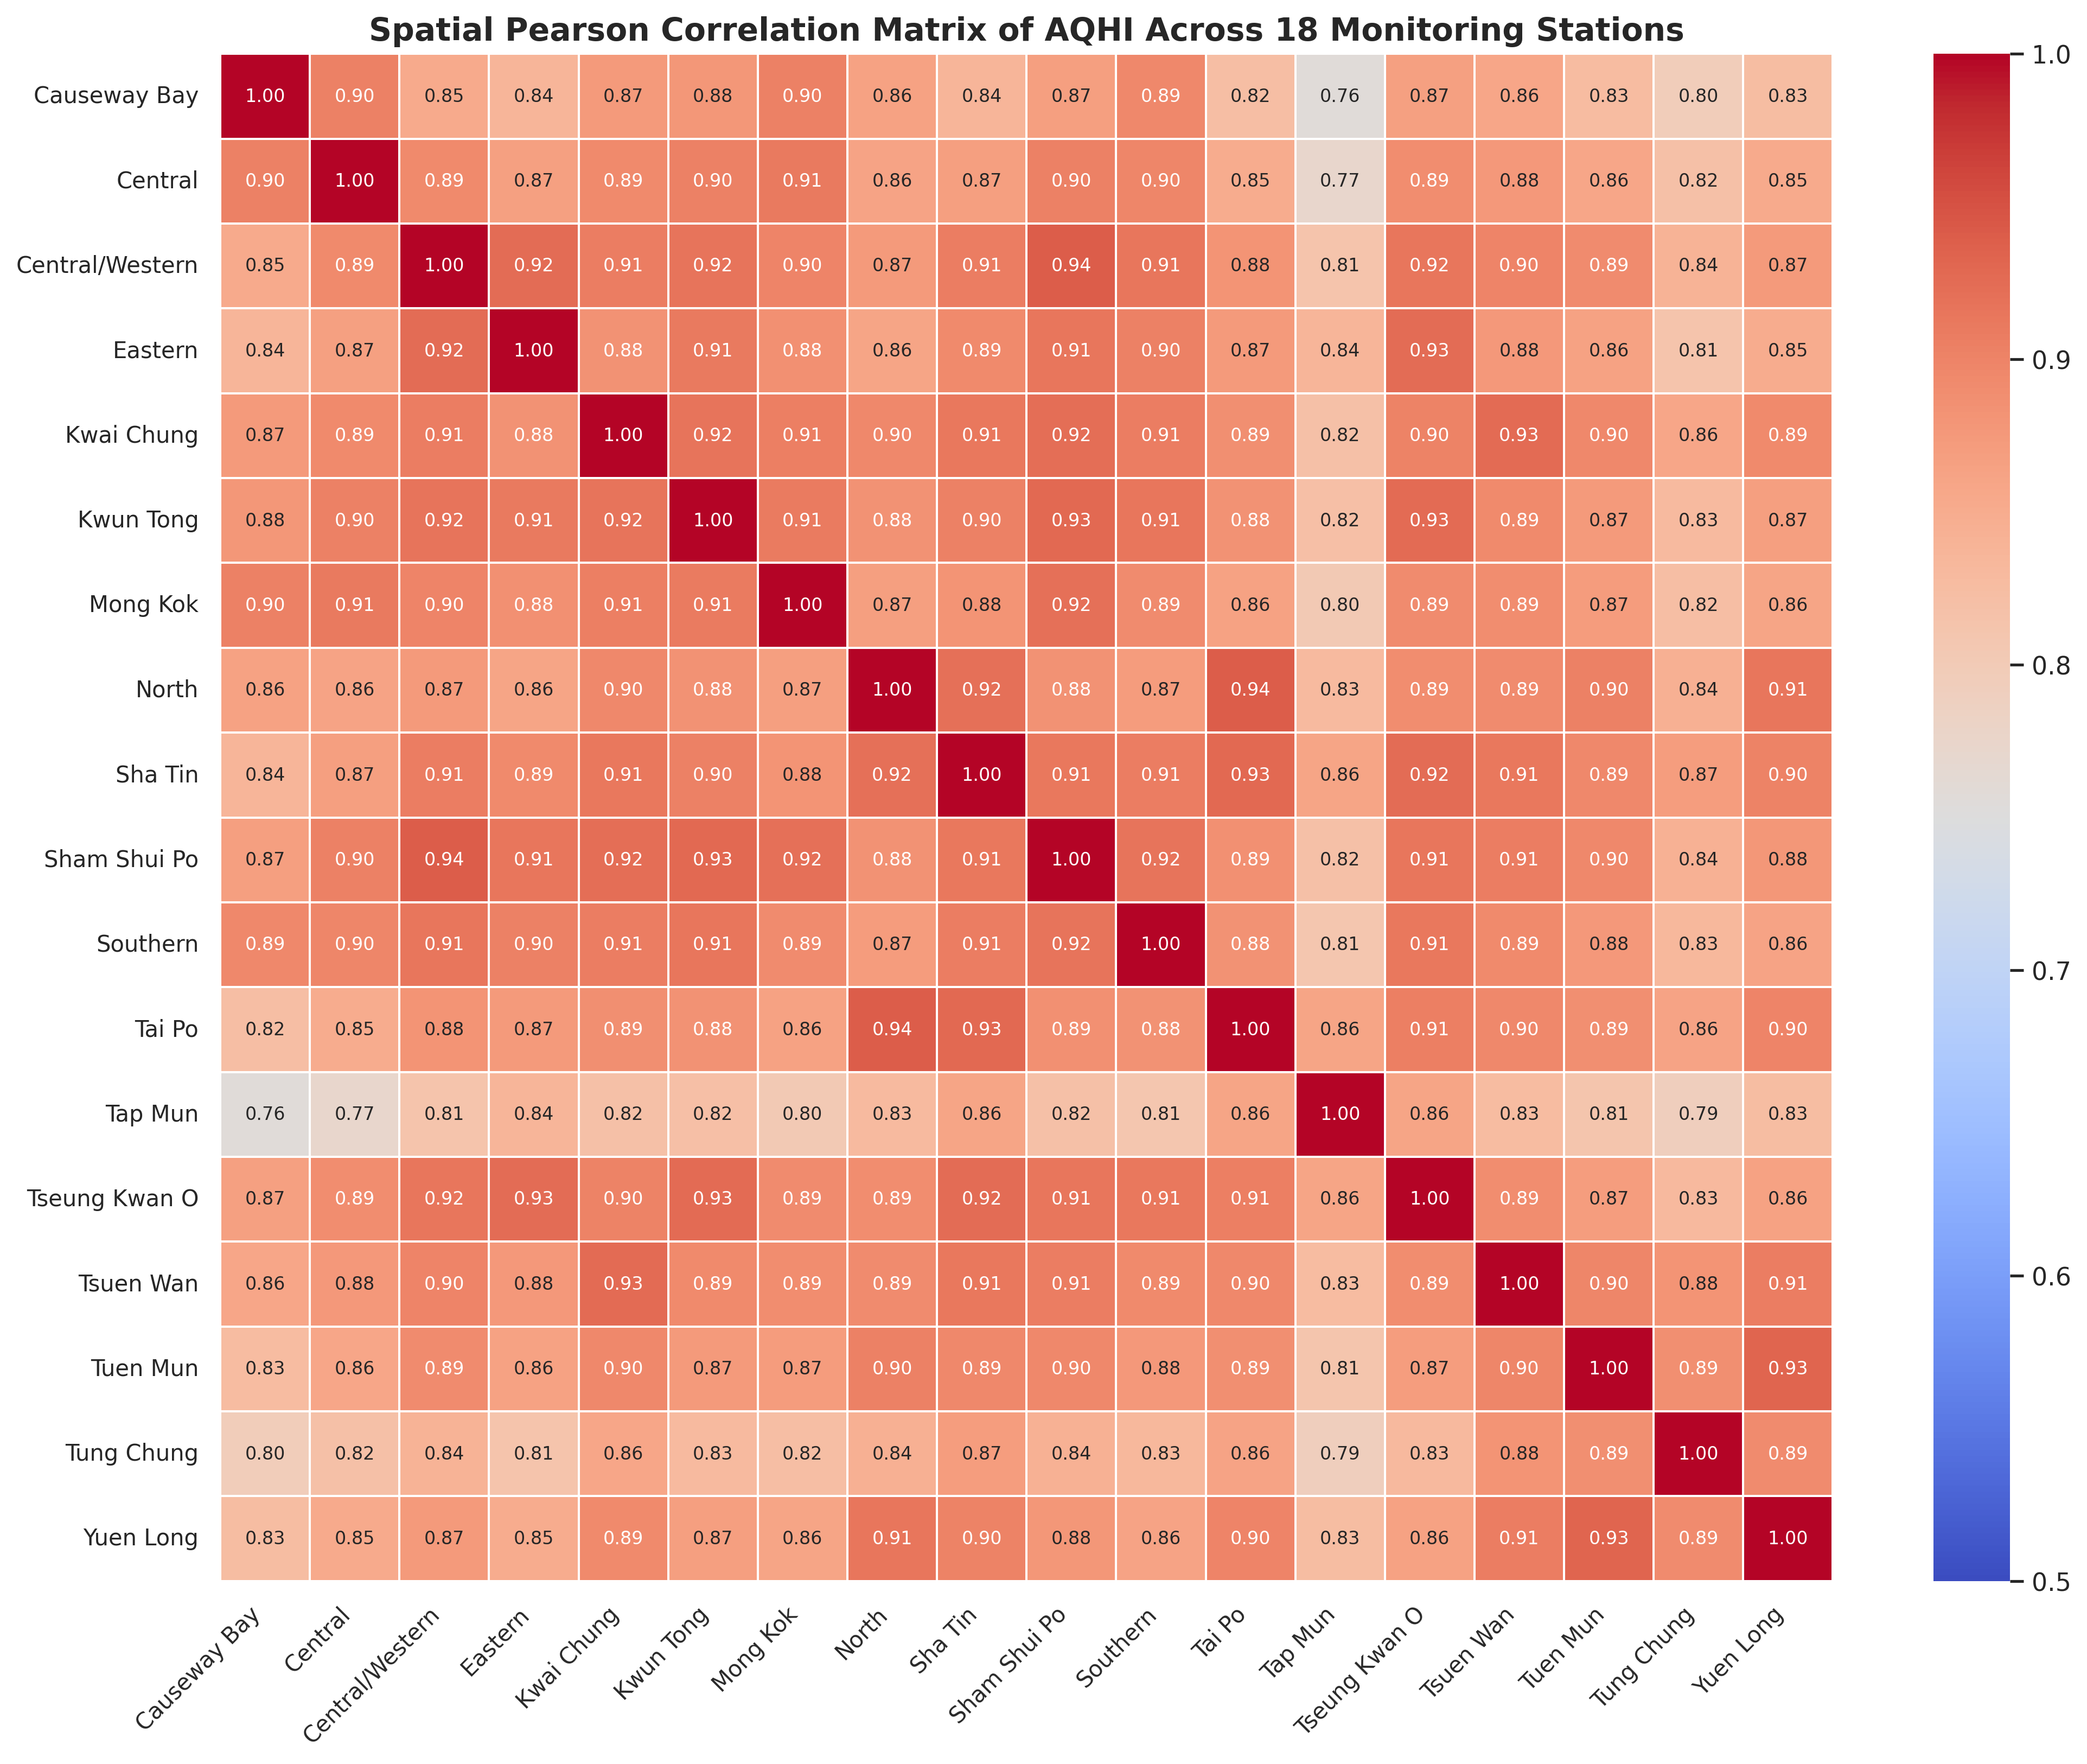 Spatial Pearson Correlation Matrix of AQHI Across 18 Monitoring Stations
Causeway Bay 1.00 0.90 0.85 0.84 0.87 0.88 0.90 0.86 0.84 0.87 0.89 0.82 0.76 0.87 0.86 0.83 0.80 0.83
Central 0.90 1.00 0.89 0.87 0.89 0.90 0.91 0.86 0.87 0.90 0.90 0.85 0.77 0.89 0.88 0.86 0.82 0.85
Central/Western 0.85 0.89 1.00 0.92 0.91 0.92 0.90 0.87 0.91 0.94 0.91 0.88 0.81 0.92 0.90 0.89 0.84 0.87
Eastern 0.84 0.87 0.92 1.00 0.88 0.91 0.88 0.86 0.89 0.91 0.90 0.87 0.84 0.93 0.88 0.86 0.81 0.85
Kwai Chung 0.87 0.89 0.91 0.88 1.00 0.92 0.91 0.90 0.91 0.92 0.91 0.89 0.82 0.90 0.93 0.90 0.86 0.89
Kwun Tong 0.88 0.90 0.92 0.91 0.92 1.00 0.91 0.88 0.90 0.93 0.91 0.88 0.82 0.93 0.89 0.87 0.83 0.87
Mong Kok 0.90 0.91 0.90 0.88 0.91 0.91 1.00 0.87 0.88 0.92 0.89 0.86 0.80 0.89 0.89 0.87 0.82 0.86
North 0.86 0.86 0.87 0.86 0.90 0.88 0.87 1.00 0.92 0.88 0.87 0.94 0.83 0.89 0.89 0.90 0.84 0.91
Sha Tin 0.84 0.87 0.91 0.89 0.91 0.90 0.88 0.92 1.00 0.91 0.91 0.93 0.86 0.92 0.91 0.89 0.87 0.90
Sham Shui Po 0.87 0.90 0.94 0.91 0.92 0.93 0.92 0.88 0.91 1.00 0.92 0.89 0.82 0.91 0.91 0.90 0.84 0.88
Southern 0.89 0.90 0.91 0.90 0.91 0.91 0.89 0.87 0.91 0.92 1.00 0.88 0.81 0.91 0.89 0.88 0.83 0.86
Tai Po 0.82 0.85 0.88 0.87 0.89 0.88 0.86 0.94 0.93 0.89 0.88 1.00 0.86 0.91 0.90 0.89 0.86 0.90
Tap Mun 0.76 0.77 0.81 0.84 0.82 0.82 0.80 0.83 0.86 0.82 0.81 0.86 1.00 0.86 0.83 0.81 0.79 0.83
Tseung Kwan O 0.87 0.89 0.92 0.93 0.90 0.93 0.89 0.89 0.92 0.91 0.91 0.91 0.86 1.00 0.89 0.87 0.83 0.86
Tsuen Wan 0.86 0.88 0.90 0.88 0.93 0.89 0.89 0.89 0.91 0.91 0.89 0.90 0.83 0.89 1.00 0.90 0.88 0.91
Tuen Mun 0.83 0.86 0.89 0.86 0.90 0.87 0.87 0.90 0.89 0.90 0.88 0.89 0.81 0.87 0.90 1.00 0.89 0.93
Tung Chung 0.80 0.82 0.84 0.81 0.86 0.83 0.82 0.84 0.87 0.84 0.83 0.86 0.79 0.83 0.88 0.89 1.00 0.89
Yuen Long 0.83 0.85 0.87 0.85 0.89 0.87 0.86 0.91 0.90 0.88 0.86 0.90 0.83 0.86 0.91 0.93 0.89 1.00
Causeway Bay
Central
Central/Western
Eastern
Kwai Chung
Kwun Tong
Mong Kok
North
Sha Tin
Sham Shui Po
Southern
Tai Po
Tap Mun
Tseung Kwan O
Tsuen Wan
Tuen Mun
Tung Chung
Yuen Long
1.0
0.9
0.8
0.7
0.6
0.5